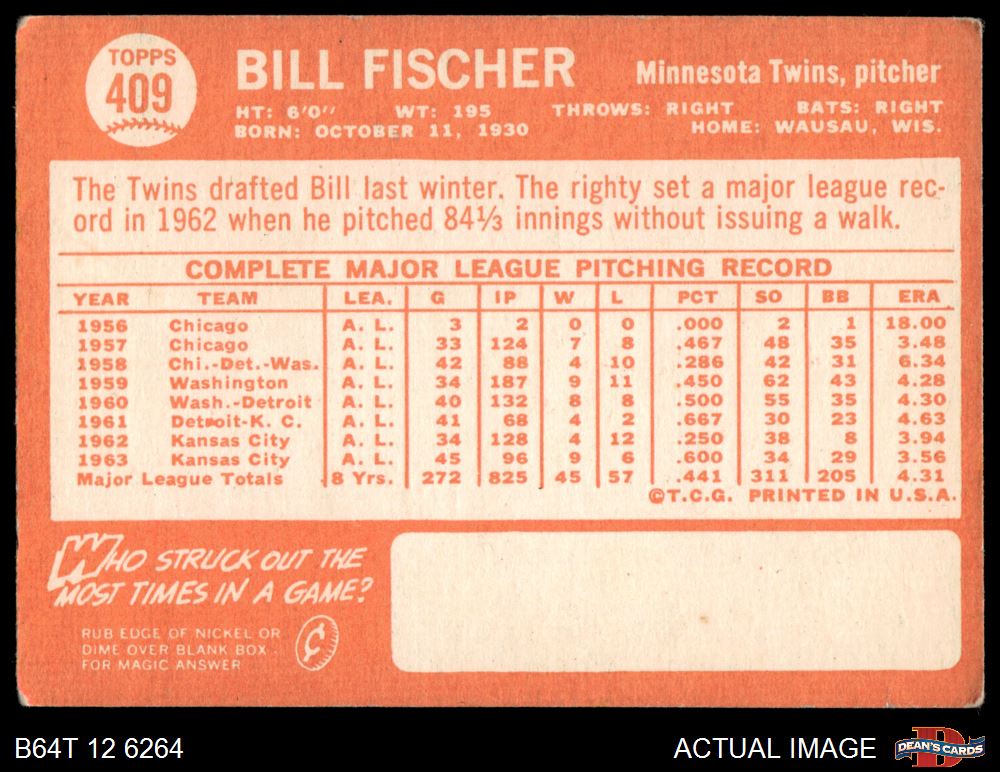 TOPPS
409
BILL FISCHER
Minnesota Twins, pitcher
HT: 6'0" WT: 195 THROWS: RIGHT BATS: RIGHT
BORN: OCTOBER 11, 1930 HOME: WAUSAU, WIS.
The Twins drafted Bill last winter. The righty set a major league rec-
ord in 1962 when he pitched 84⅓ innings without issuing a walk.
COMPLETE MAJOR LEAGUE PITCHING RECORD
YEAR TEAM LEA. G IP W L PCT SO BB ERA
1956 Chicago A. L. 3 2 0 0 .000 2 1 18.00
1957 Chicago A. L. 33 124 7 8 .467 48 35 3.48
1958 Chi.-Det.-Was. A. L. 42 88 4 10 .286 42 31 6.34
1959 Washington A. L. 34 187 9 11 .450 62 43 4.28
1960 Wash.-Detroit A. L. 40 132 8 8 .500 55 35 4.30
1961 Detroit-K. C. A. L. 41 68 4 2 .667 30 23 4.63
1962 Kansas City A. L. 34 128 4 12 .250 38 8 3.94
1963 Kansas City A. L. 45 96 9 6 .600 34 29 3.56
Major League Totals 8 Yrs. 272 825 45 57 .441 311 205 4.31
©T.C.G. PRINTED IN U.S.A.
WHO STRUCK OUT THE
MOST TIMES IN A GAME?
RUB EDGE OF NICKEL OR
DIME OVER BLANK BOX
FOR MAGIC ANSWER
¢
B64T 12 6264
ACTUAL IMAGE
DEAN'S CARDS